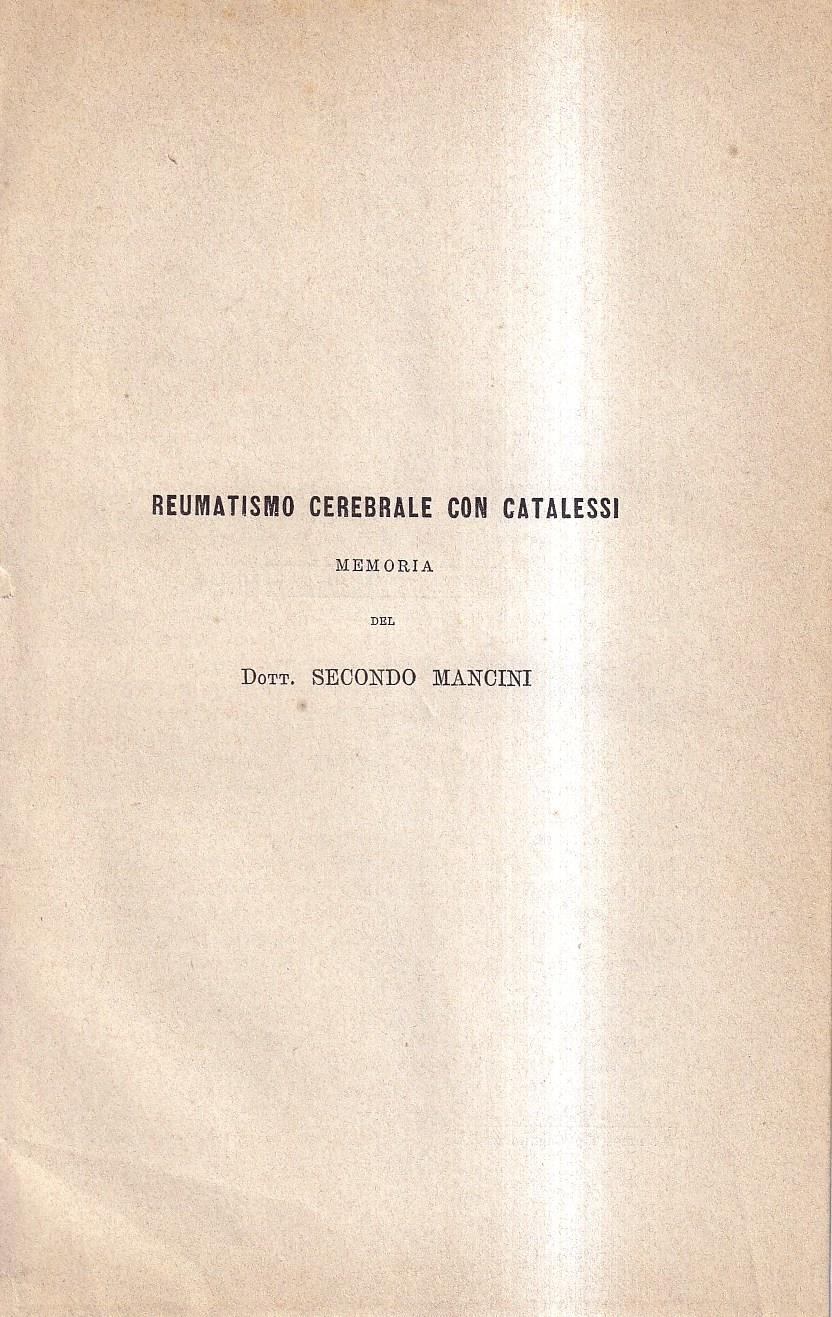 REUMATISMO CEREBRALE CON CATALESSI
MEMORIA
DEL
DOTT. SECONDO MANCINI